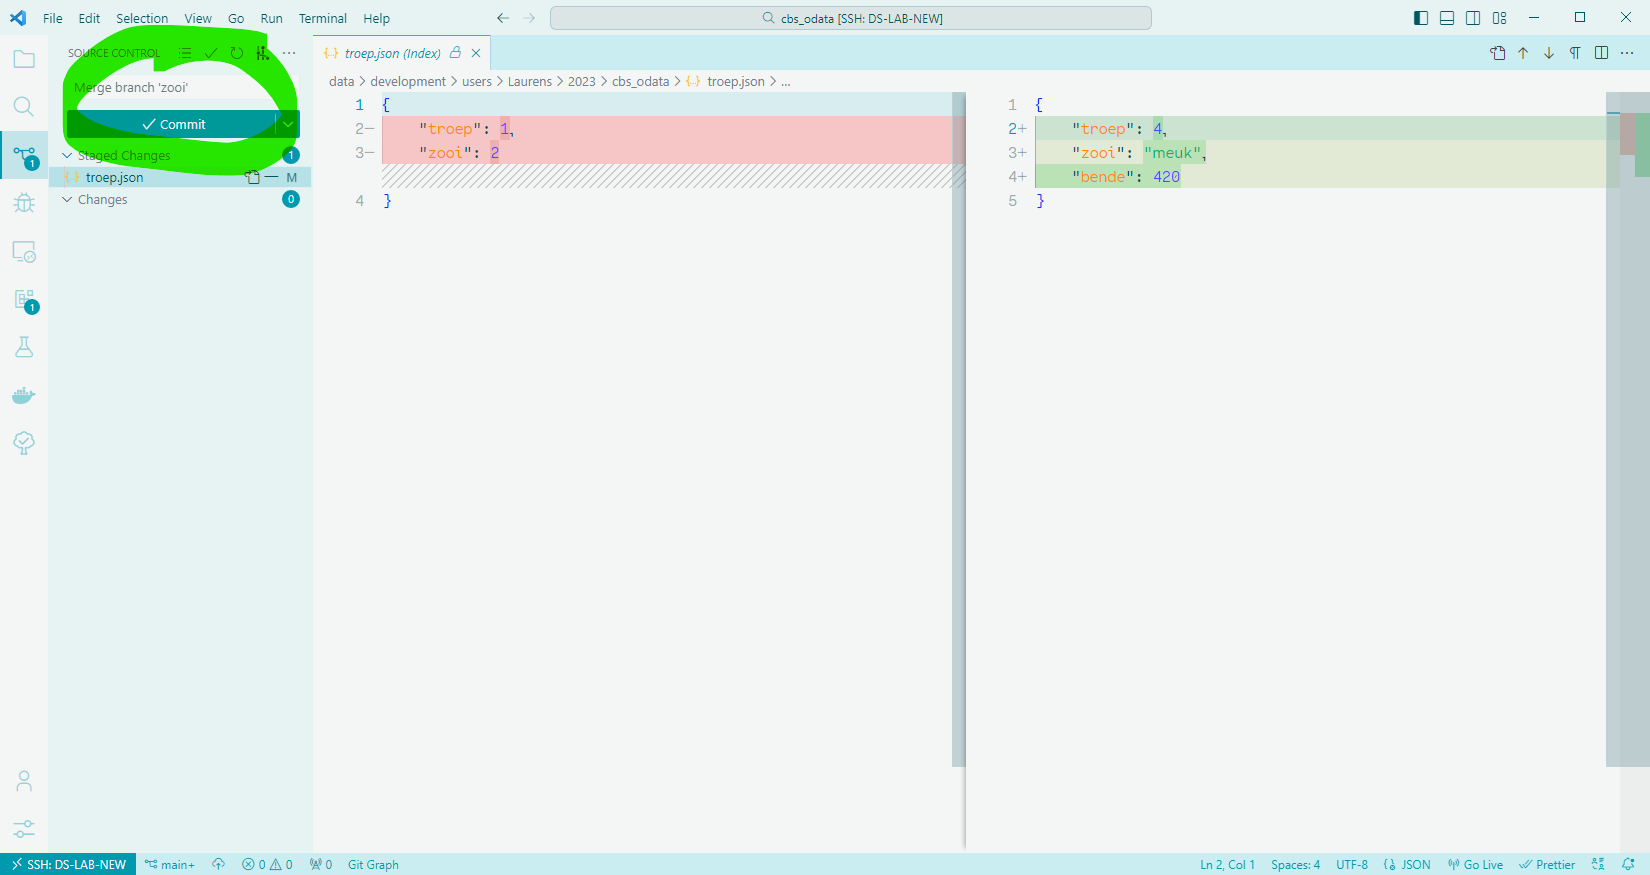 File Edit Selection View Go Run Terminal Help
cbs_odata [SSH: DS-LAB-NEW]
SOURCE CONTROL
Merge branch 'zooi'
Commit
Staged Changes 1
troep.json M
Changes 0
1
1
troep.json (Index)
data > development > users > Laurens > 2023 > cbs_odata > {..} troep.json > ...
1 {
2− "troep": 1,
3− "zooi": 2
4 }
1 {
2+ "troep": 4,
3+ "zooi": "meuk",
4+ "bende": 420
5 }
SSH: DS-LAB-NEW main+ 0 0 0 Git Graph
Ln 2, Col 1 Spaces: 4 UTF-8 JSON Go Live Prettier